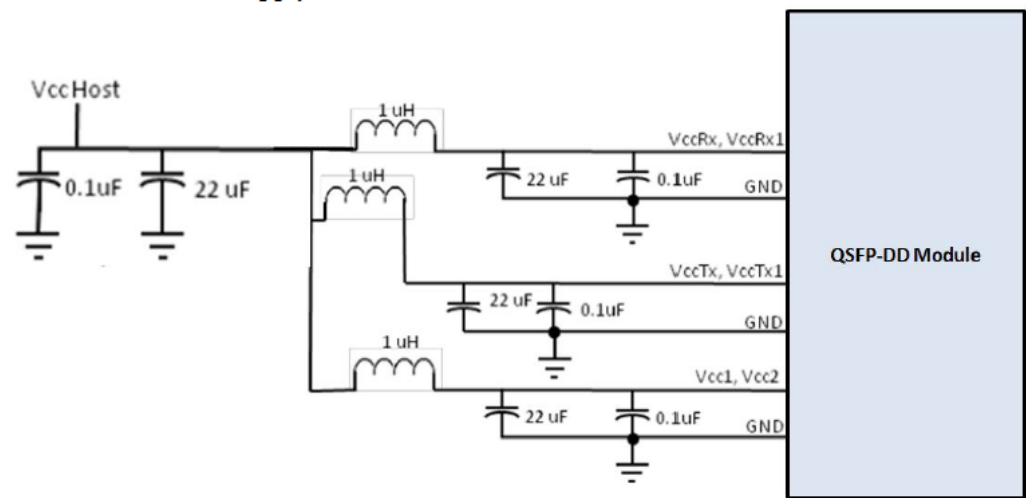 VccHost
1 uH
VccRx, VccRx1
0.1uF
22 uF
22 uF
0.1uF
GND
1 uH
QSFP-DD Module
VccTx, VccTx1
22 uF
0.1uF
GND
1 uH
Vcc1, Vcc2
22 uF
0.1uF
GND